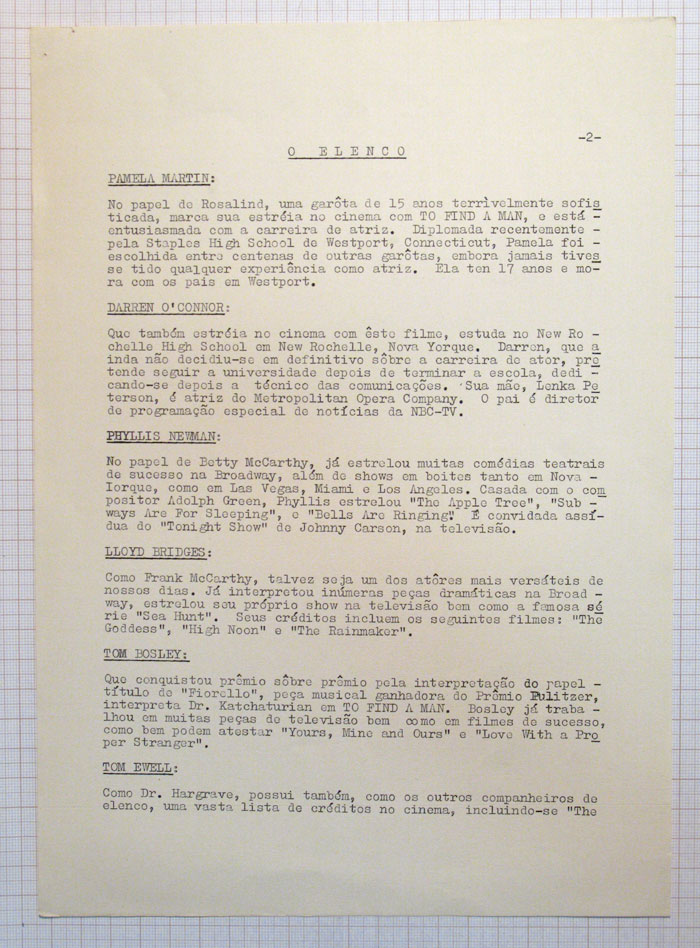 -2-
O ELENCO
PAMELA MARTIN:
No papel de Rosalind, uma garôta de 15 anos terrivelmente sofis
ticada, marca sua estréia no cinema com TO FIND A MAN, e está -
entusiasmada com a carreira de atriz. Diplomada recentemente -
pela Staples High School de Westport, Connecticut, Pamela foi -
escolhida entre centenas de outras garôtas, embora jamais tives
se tido qualquer experiência como atriz. Ela ten 17 anos e mo-
ra com os pais em Westport.
DARREN O'CONNOR:
Que também estréia no cinema com êste filme, estuda no New Ro -
chelle High School em New Rochelle, Nova Yorque. Darren, que a
inda não decidiu-se em definitivo sôbre a carreira de ator, pre
tende seguir a universidade depois de terminar a escola, dedi -
cando-se depois a técnico das comunicações. Sua mãe, Lenka Pe
terson, é atriz do Metropolitan Opera Company. O pai é diretor
de programação especial de notícias da NBC-TV.
PHYLLIS NEWMAN:
No papel de Betty McCarthy, já estrelou muitas comédias teatrais
de sucesso na Broadway, além de shows em boites tanto em Nova -
Iorque, como em Las Vegas, Miami e Los Angeles. Casada com o com
positor Adolph Green, Phyllis estrelou "The Apple Tree", "Sub -
ways Are For Sleeping", e "Bells Are Ringing". É convidada assí-
dua do "Tonight Show" de Johnny Carson, na televisão.
LLOYD BRIDGES:
Como Frank McCarthy, talvez seja um dos atôres mais versáteis de
nossos dias. Já interpretou inúmeras peças dramáticas na Broad -
way, estrelou seu próprio show na televisão bem como a famosa sé
rie "Sea Hunt". Seus créditos incluem os seguintes filmes: "The
Goddess", "High Noon" e "The Rainmaker".
TOM BOSLEY:
Que conquistou prêmio sôbre prêmio pela interpretação do papel -
título de "Fiorello", peça musical ganhadora do Prêmio Pulitzer,
interpreta Dr. Katchaturian em TO FIND A MAN. Bosley já traba -
lhou em muitas peças de televisão bem como em filmes de sucesso,
como bem podem atestar "Yours, Mine and Ours" e "Love With a Pro
per Stranger".
TOM EWELL:
Como Dr. Hargrave, possui também, como os outros companheiros de
elenco, uma vasta lista de créditos no cinema, incluindo-se "The